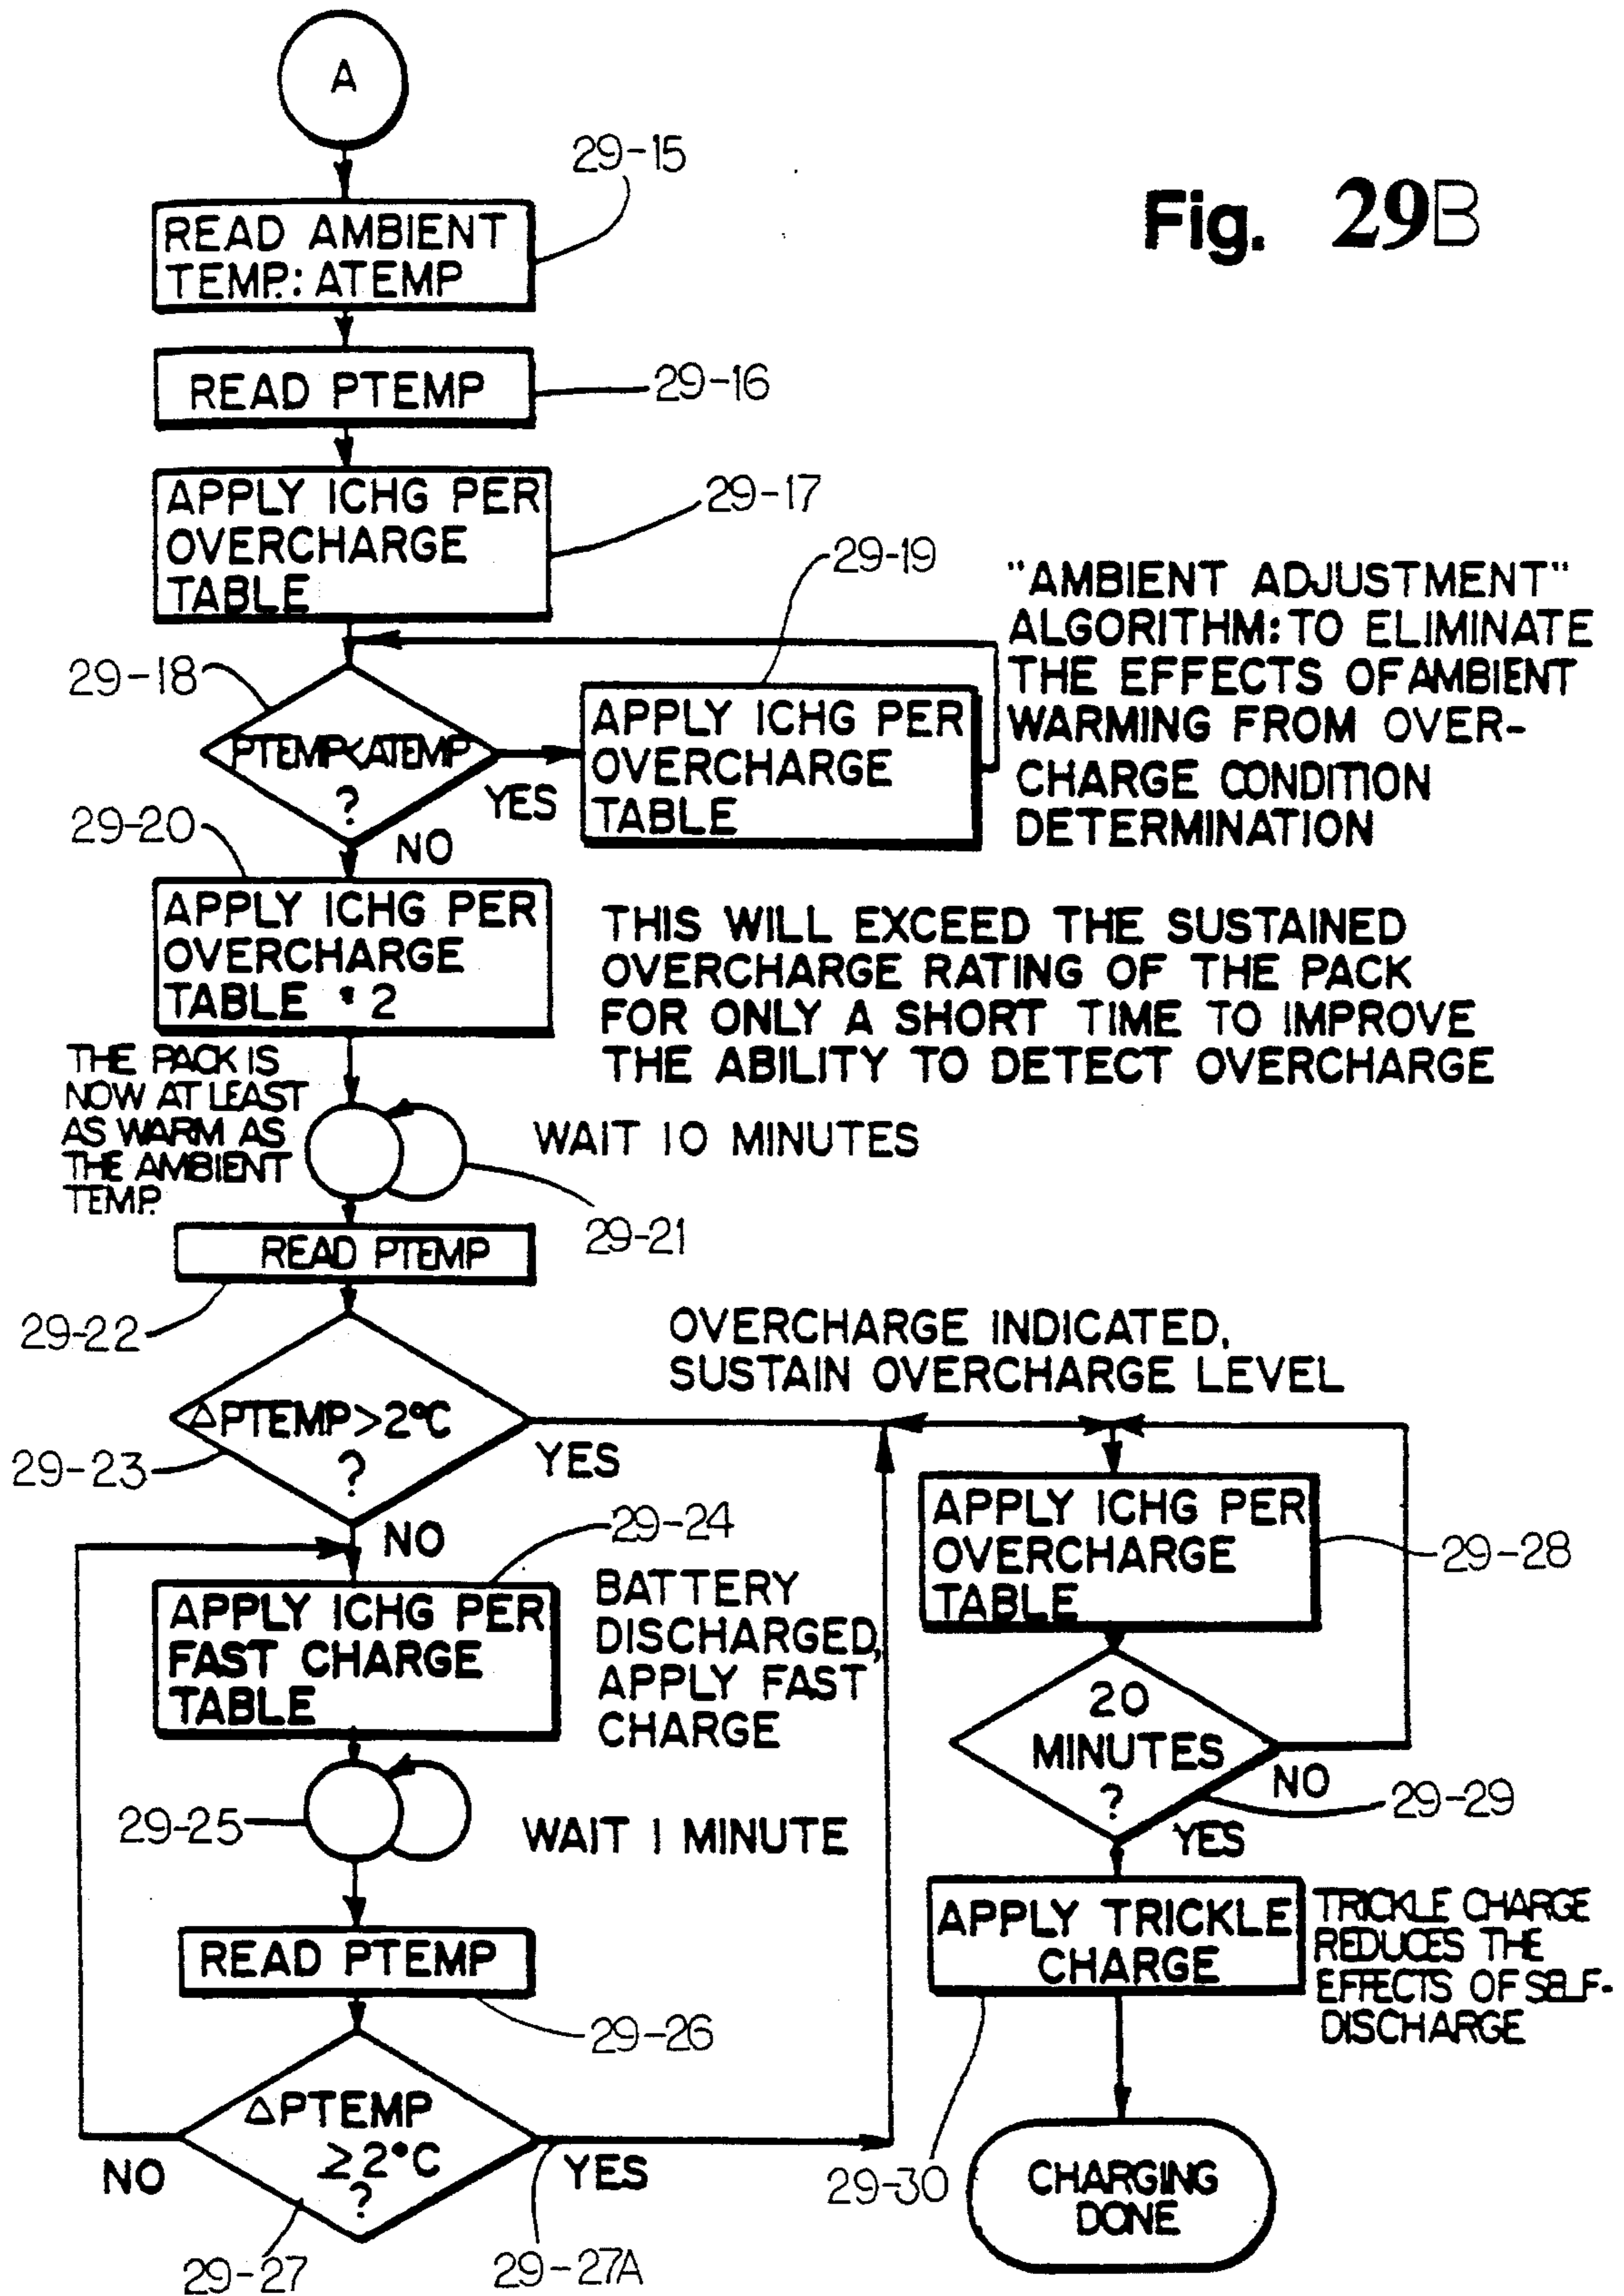 A
Fig. 29B
29-15
READ AMBIENT
TEMP.: ATEMP
READ PTEMP
29-16
APPLY ICHG PER
OVERCHARGE
TABLE
29-17
29-18
PTEMP<ATEMP
?
YES
NO
29-19
APPLY ICHG PER
OVERCHARGE
TABLE
"AMBIENT ADJUSTMENT"
ALGORITHM: TO ELIMINATE
THE EFFECTS OF AMBIENT
WARMING FROM OVER-
CHARGE CONDITION
DETERMINATION
29-20
APPLY ICHG PER
OVERCHARGE
TABLE * 2
THIS WILL EXCEED THE SUSTAINED
OVERCHARGE RATING OF THE PACK
FOR ONLY A SHORT TIME TO IMPROVE
THE ABILITY TO DETECT OVERCHARGE
THE PACK IS
NOW AT LEAST
AS WARM AS
THE AMBIENT
TEMP.
WAIT 10 MINUTES
29-21
READ PTEMP
29-22
△PTEMP>2°C
?
29-23
YES
NO
OVERCHARGE INDICATED,
SUSTAIN OVERCHARGE LEVEL
29-24
APPLY ICHG PER
FAST CHARGE
TABLE
BATTERY
DISCHARGED,
APPLY FAST
CHARGE
29-25
WAIT 1 MINUTE
READ PTEMP
29-26
△PTEMP
≥2°C
?
NO
YES
29-27
29-27A
APPLY ICHG PER
OVERCHARGE
TABLE
29-28
20
MINUTES
?
NO
29-29
YES
APPLY TRICKLE
CHARGE
TRICKLE CHARGE
REDUCES THE
EFFECTS OF SELF-
DISCHARGE
29-30
CHARGING
DONE